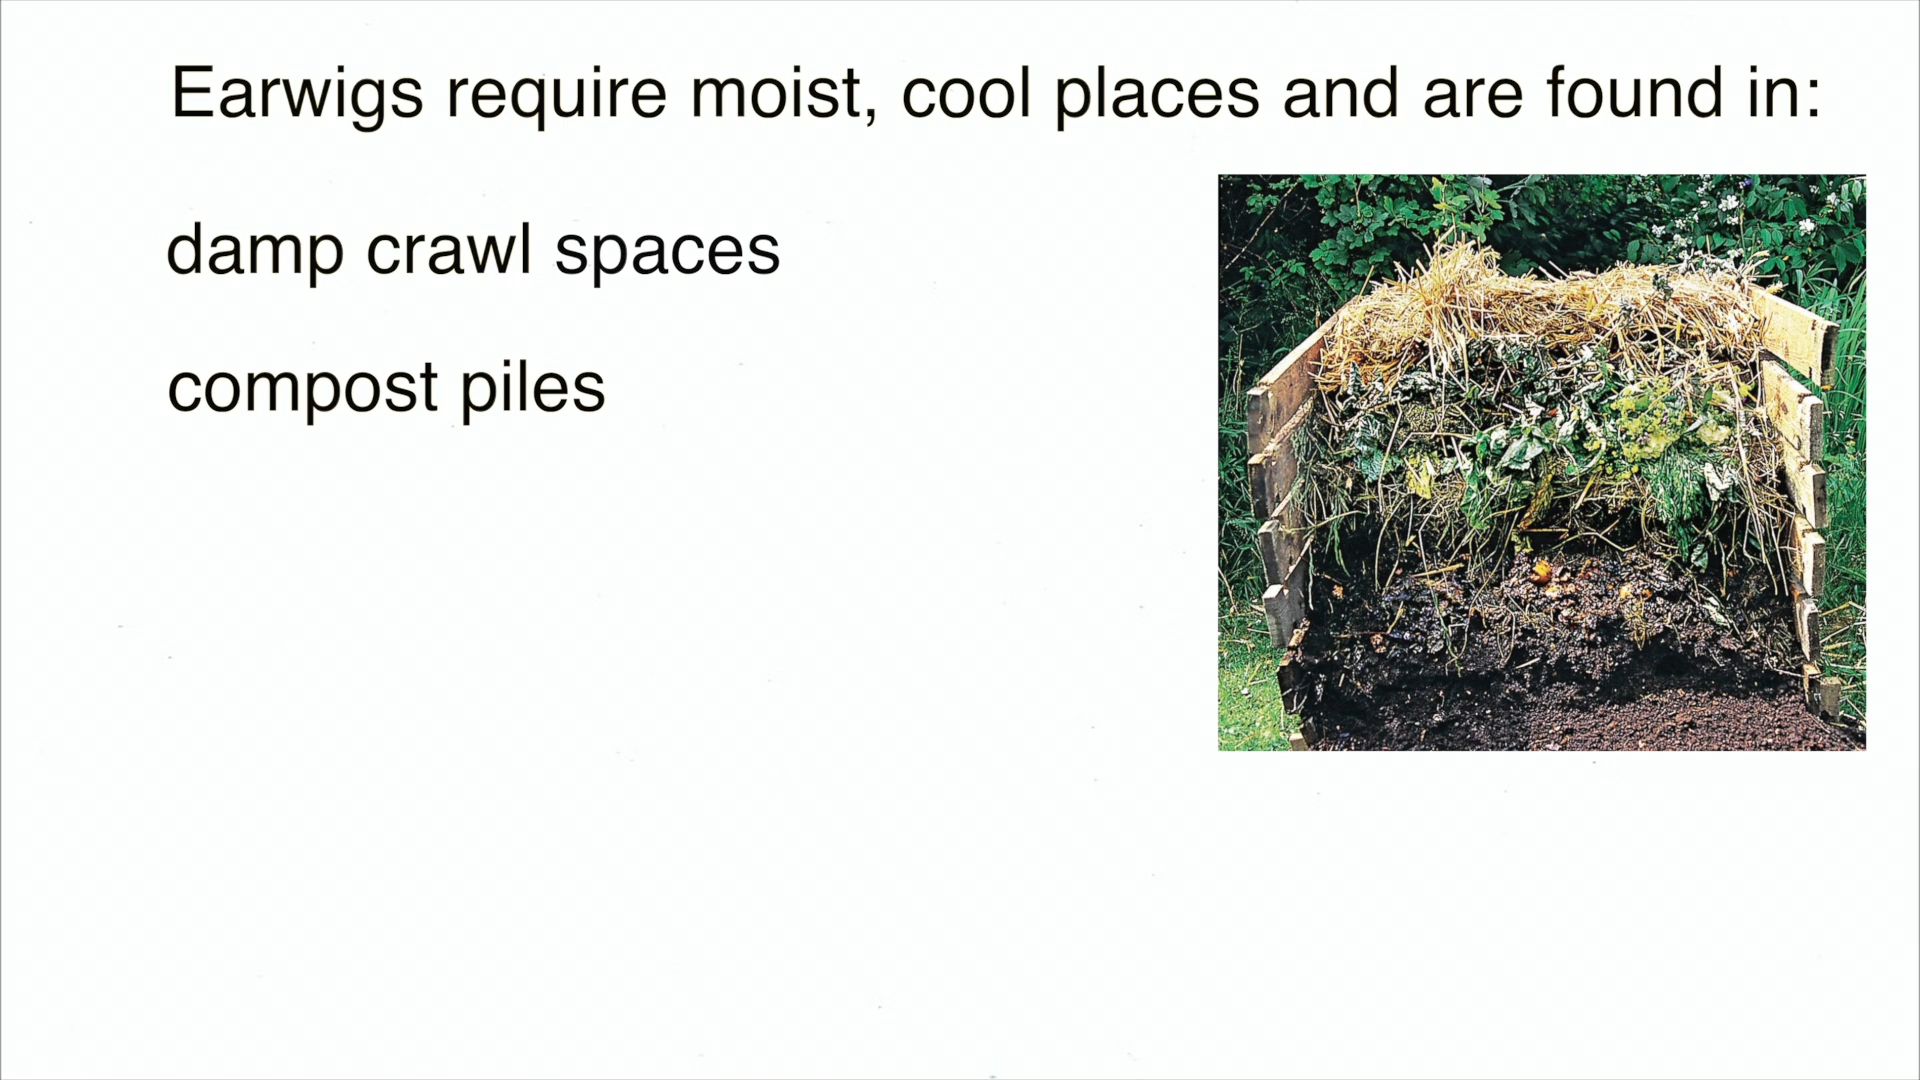 Earwigs require moist, cool places and are found in:
damp crawl spaces
compost piles